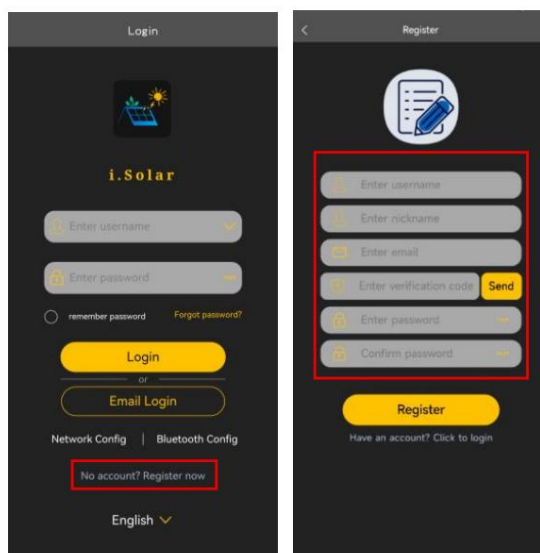 Login
i.Solar
Enter username
Enter password
remember password Forgot password?
Login
or
Email Login
Network Config | Bluetooth Config
No account? Register now
English
Register
Enter username
Enter nickname
Enter email
Enter verification code Send
Enter password
Confirm password
Register
Have an account? Click to login